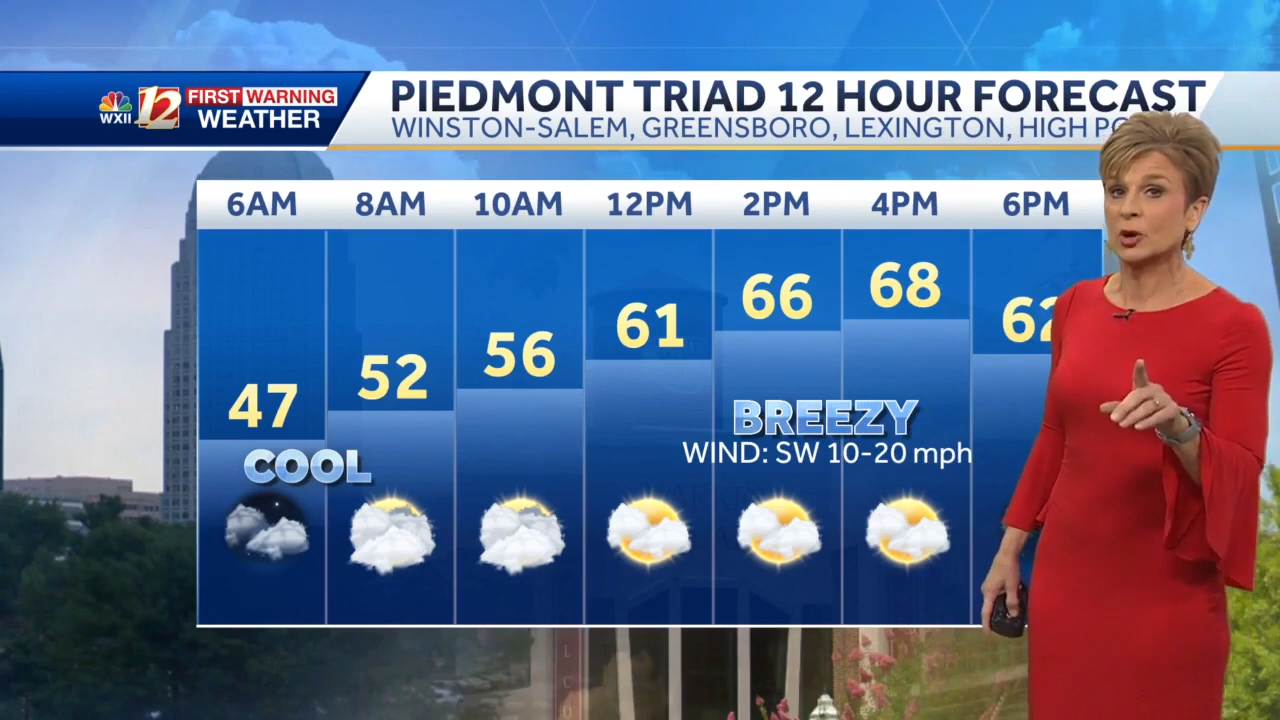 WXII 12 FIRST WARNING
WEATHER
PIEDMONT TRIAD 12 HOUR FORECAST
WINSTON-SALEM, GREENSBORO, LEXINGTON, HIGH
6AM 8AM 10AM 12PM 2PM 4PM 6PM
47 52 56 61 66 68 62
COOL
BREEZY
WIND: SW 10-20 mph